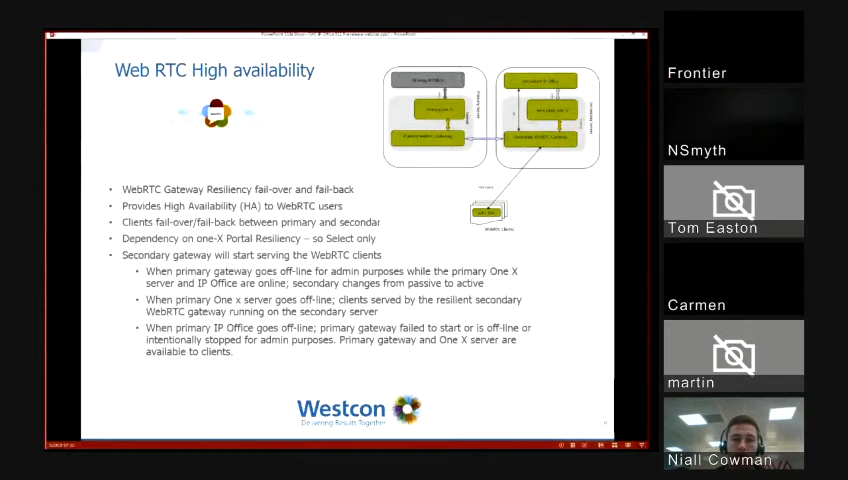 Web RTC High availability
WebRTC Gateway Resiliency fail-over and fail-back
Provides High Availability (HA) to WebRTC users
Clients fail-over/fail-back between primary and secondar
Dependency on one-X Portal Resiliency – so Select only
Secondary gateway will start serving the WebRTC clients
When primary gateway goes off-line for admin purposes while the primary One X
server and IP Office are online; secondary changes from passive to active
When primary One x server goes off-line; clients served by the resilient secondary
WebRTC gateway running on the secondary server
When primary IP Office goes off-line; primary gateway failed to start or is off-line or
intentionally stopped for admin purposes. Primary gateway and One X server are
available to clients.
Westcon
Delivering Results Together
WebRTC Clients
Frontier
NSmyth
Tom Easton
Carmen
martin
Niall Cowman